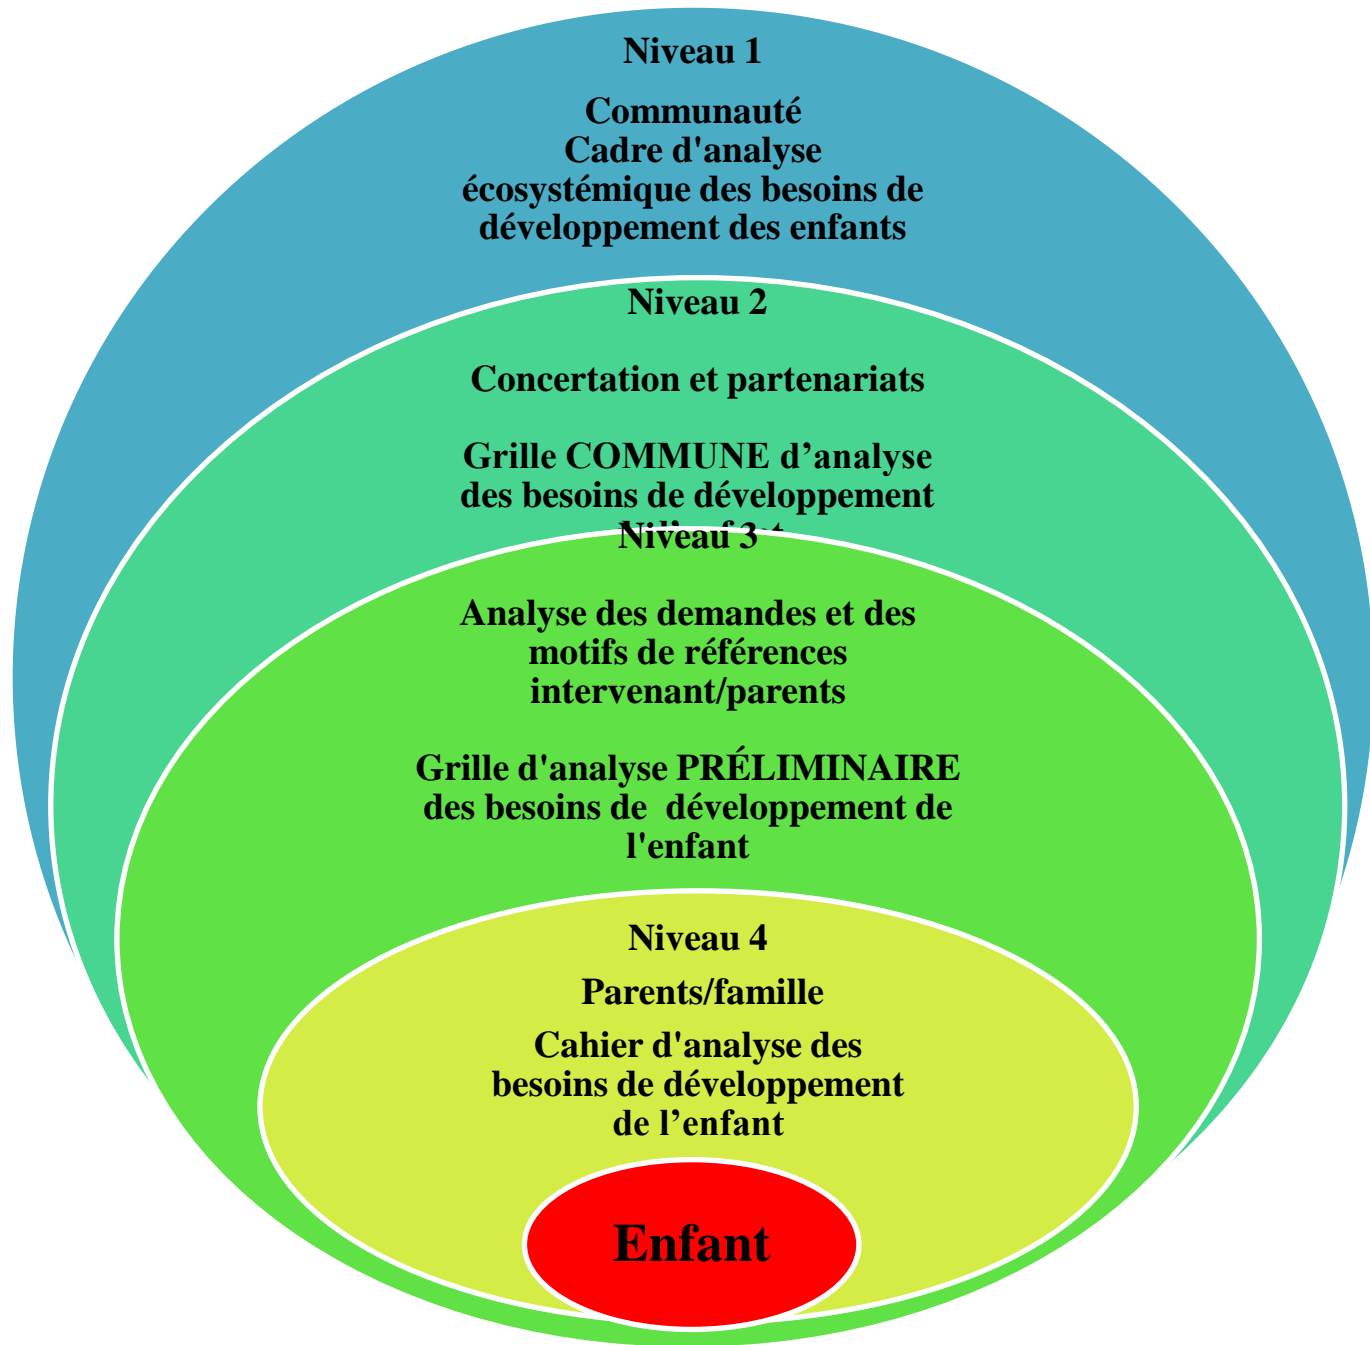 Niveau 1
Communauté
Cadre d'analyse
écosystémique des besoins de
développement des enfants
Niveau 2
Concertation et partenariats
Grille COMMUNE d’analyse
des besoins de développement
Niveau 3
Analyse des demandes et des
motifs de références
intervenant/parents
Grille d'analyse PRÉLIMINAIRE
des besoins de développement de
l'enfant
Niveau 4
Parents/famille
Cahier d'analyse des
besoins de développement
de l’enfant
Enfant